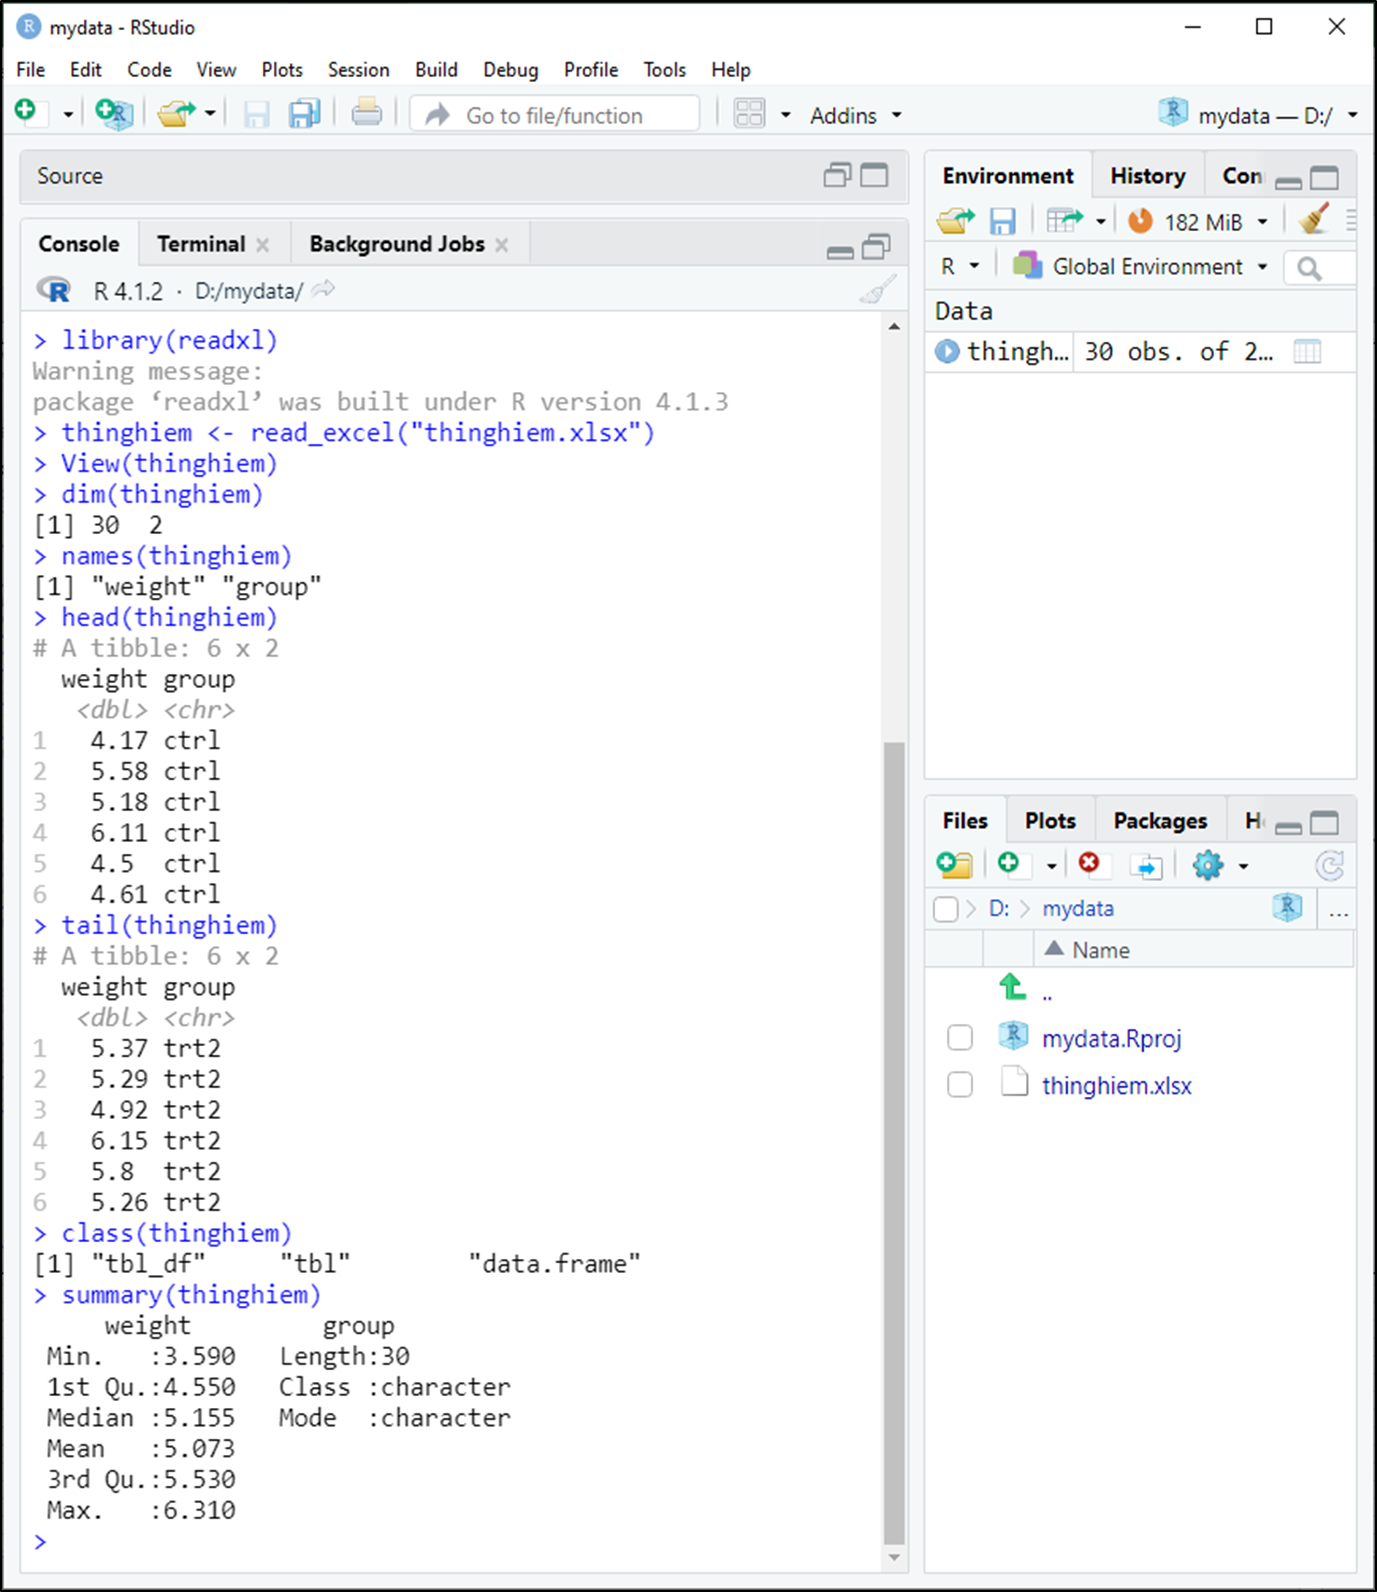 mydata - RStudio
File Edit Code View Plots Session Build Debug Profile Tools Help
Go to file/function Addins mydata — D:/
Source
Console Terminal Background Jobs
R 4.1.2 · D:/mydata/
> library(readxl)
Warning message:
package ‘readxl’ was built under R version 4.1.3
> thinghiem <- read_excel("thinghiem.xlsx")
> View(thinghiem)
> dim(thinghiem)
[1] 30  2
> names(thinghiem)
[1] "weight" "group"
> head(thinghiem)
# A tibble: 6 x 2
  weight group
   <dbl> <chr>
1   4.17 ctrl
2   5.58 ctrl
3   5.18 ctrl
4   6.11 ctrl
5   4.5  ctrl
6   4.61 ctrl
> tail(thinghiem)
# A tibble: 6 x 2
  weight group
   <dbl> <chr>
1   5.37 trt2
2   5.29 trt2
3   4.92 trt2
4   6.15 trt2
5   5.8  trt2
6   5.26 trt2
> class(thinghiem)
[1] "tbl_df"     "tbl"        "data.frame"
> summary(thinghiem)
     weight         group
 Min.   :3.590   Length:30
 1st Qu.:4.550   Class :character
 Median :5.155   Mode  :character
 Mean   :5.073
 3rd Qu.:5.530
 Max.   :6.310
>
Environment History Con
182 MiB
R Global Environment
Data
thingh… 30 obs. of 2…
Files Plots Packages H
D: mydata ...
Name
..
mydata.Rproj
thinghiem.xlsx